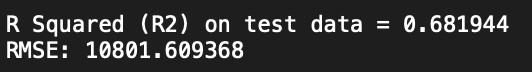 R Squared (R2) on test data = 0.681944
RMSE: 10801.609368